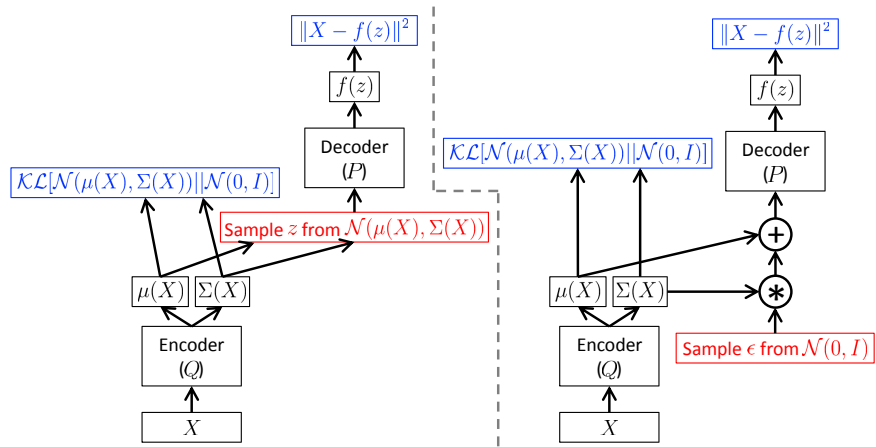 ‖X − f(z)‖²
f(z)
Decoder
(P)
𝒦ℒ[𝒩(μ(X), Σ(X))||𝒩(0, I)]
Sample z from 𝒩(μ(X), Σ(X))
μ(X)
Σ(X)
Encoder
(Q)
X
‖X − f(z)‖²
f(z)
Decoder
(P)
𝒦ℒ[𝒩(μ(X), Σ(X))||𝒩(0, I)]
+
μ(X)
Σ(X)
*
Sample ϵ from 𝒩(0, I)
Encoder
(Q)
X